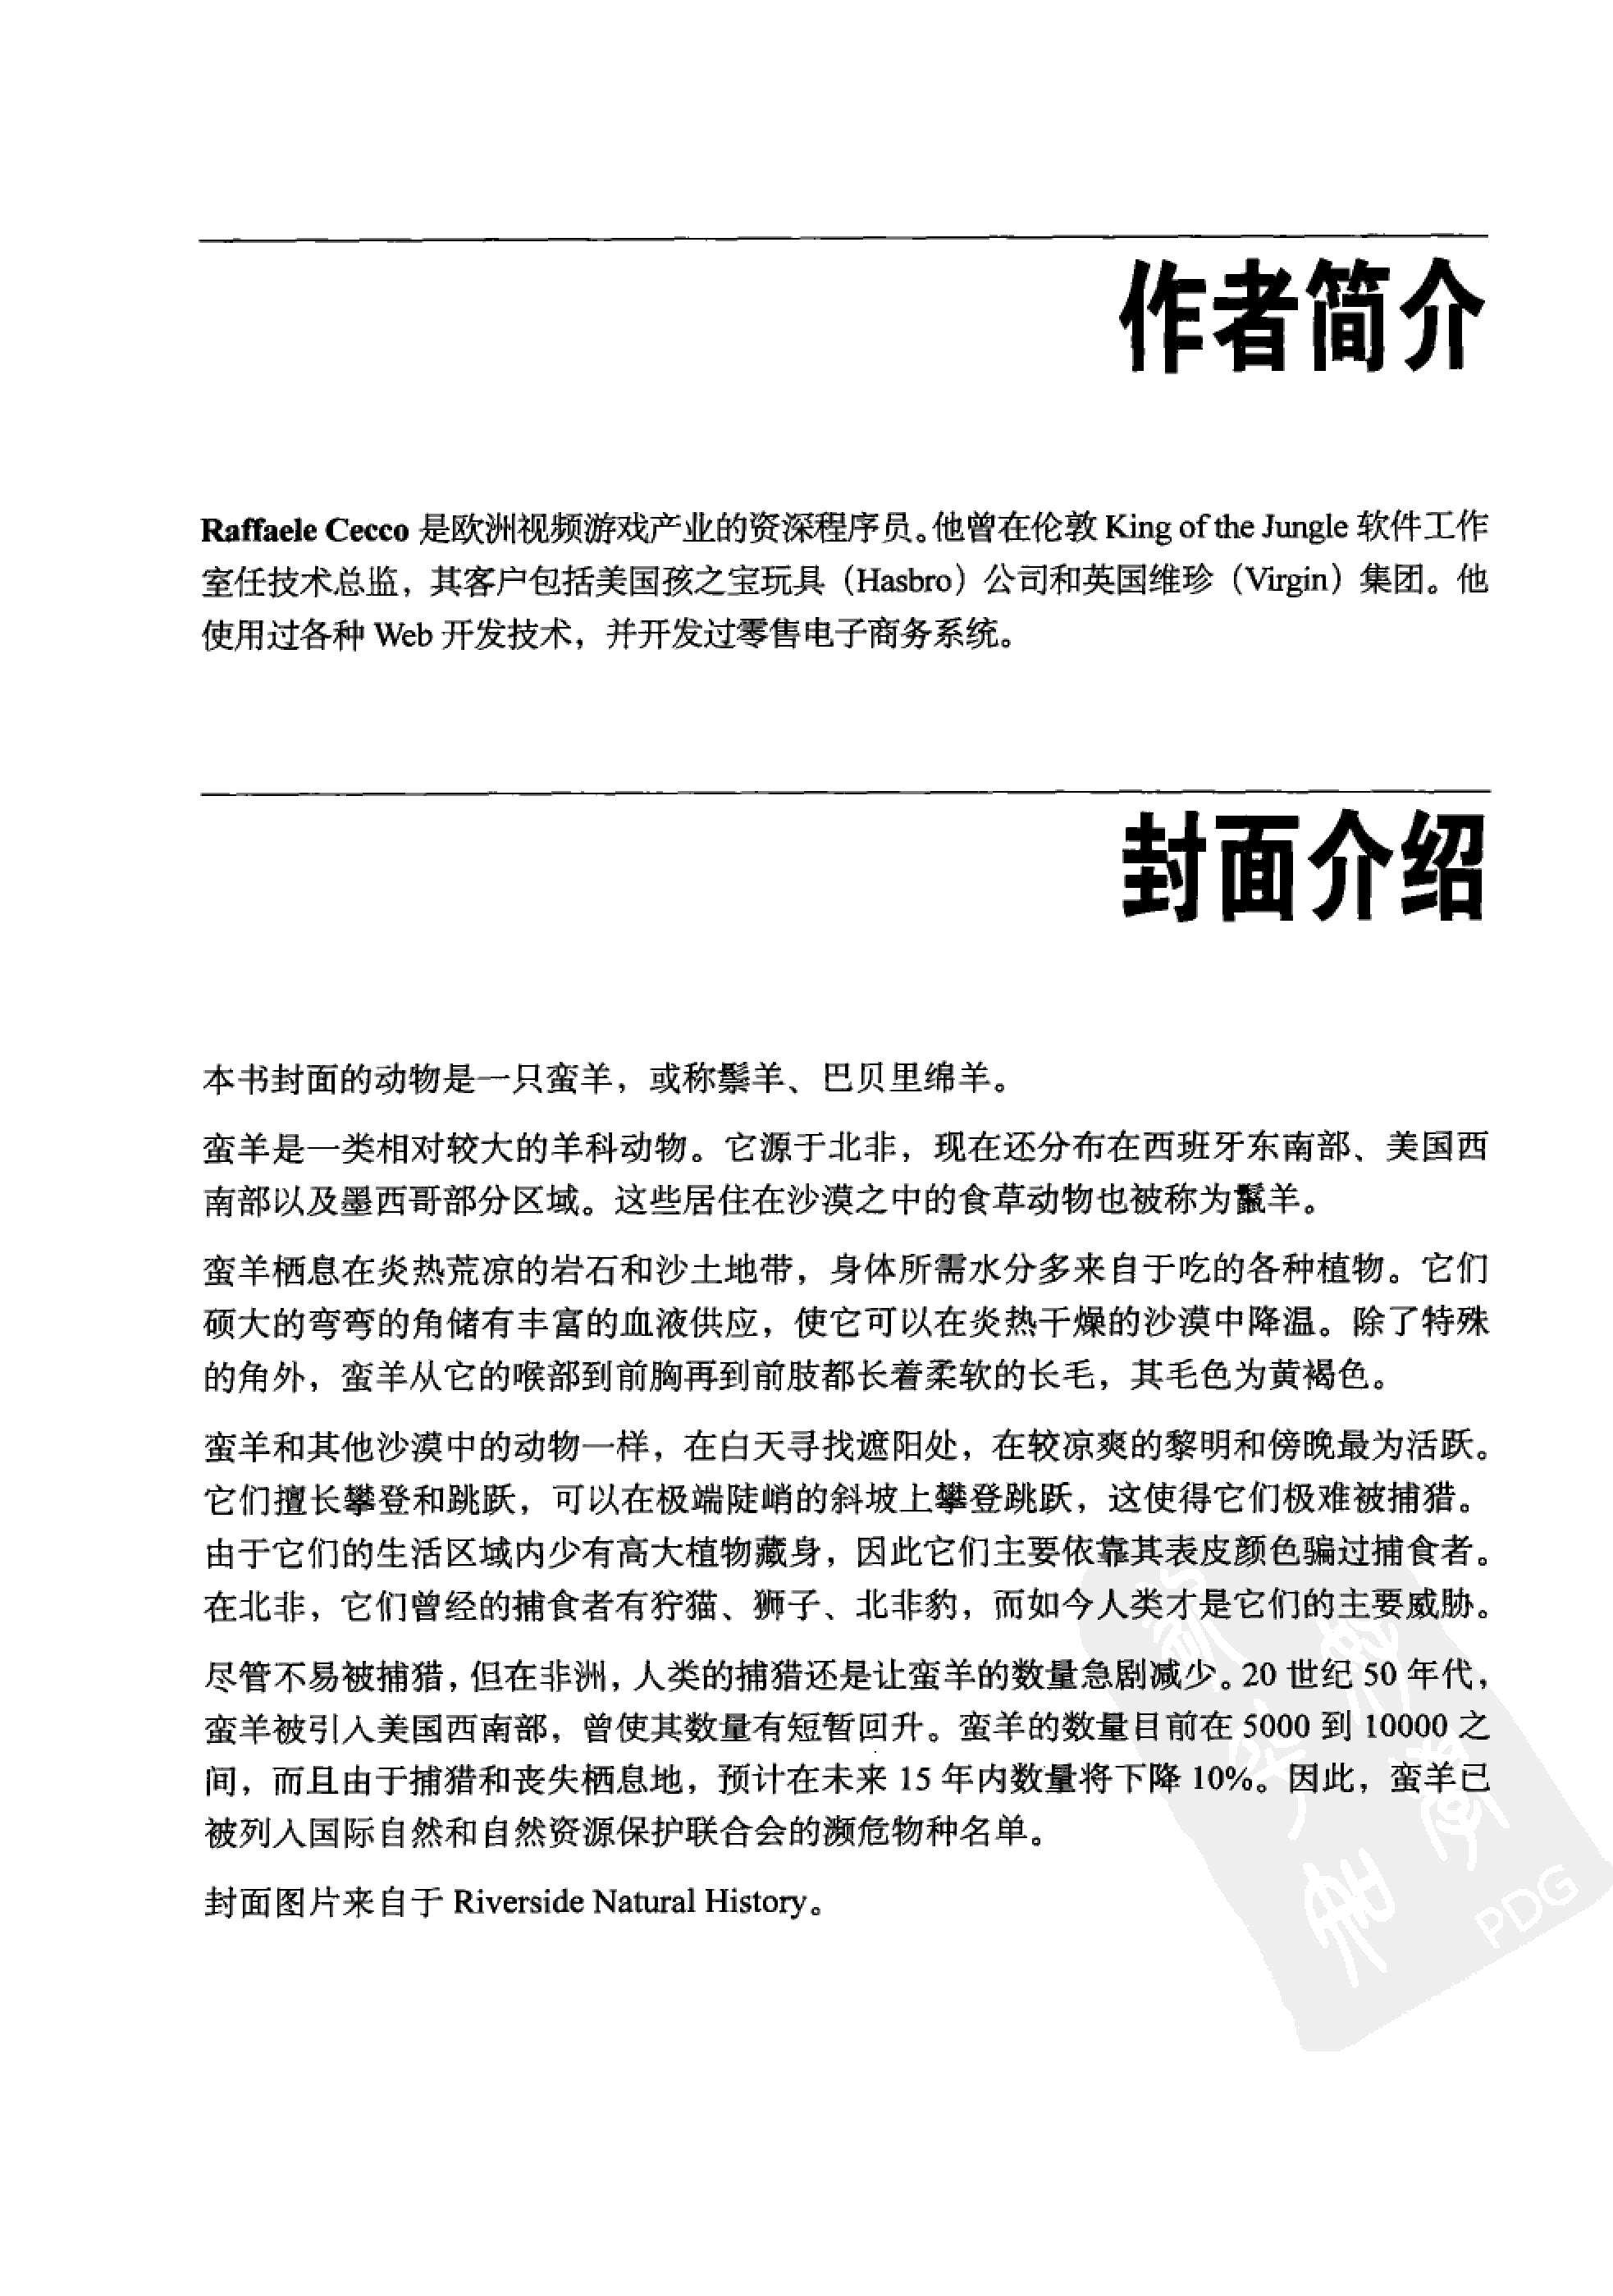 作者简介
Raffaele Cecco 是欧洲视频游戏产业的资深程序员。他曾在伦敦 King of the Jungle 软件工作
室任技术总监，其客户包括美国孩之宝玩具（Hasbro）公司和英国维珍（Virgin）集团。他
使用过各种 Web 开发技术，并开发过零售电子商务系统。
封面介绍
本书封面的动物是一只蛮羊，或称鬃羊、巴贝里绵羊。
蛮羊是一类相对较大的羊科动物。它源于北非，现在还分布在西班牙东南部、美国西
南部以及墨西哥部分区域。这些居住在沙漠之中的食草动物也被称为鬣羊。
蛮羊栖息在炎热荒凉的岩石和沙土地带，身体所需水分多来自于吃的各种植物。它们
硕大的弯弯的角储有丰富的血液供应，使它可以在炎热干燥的沙漠中降温。除了特殊
的角外，蛮羊从它的喉部到前胸再到前肢都长着柔软的长毛，其毛色为黄褐色。
蛮羊和其他沙漠中的动物一样，在白天寻找遮阳处，在较凉爽的黎明和傍晚最为活跃。
它们擅长攀登和跳跃，可以在极端陡峭的斜坡上攀登跳跃，这使得它们极难被捕猎。
由于它们的生活区域内少有高大植物藏身，因此它们主要依靠其表皮颜色骗过捕食者。
在北非，它们曾经的捕食者有狞猫、狮子、北非豹，而如今人类才是它们的主要威胁。
尽管不易被捕猎，但在非洲，人类的捕猎还是让蛮羊的数量急剧减少。20 世纪 50 年代，
蛮羊被引入美国西南部，曾使其数量有短暂回升。蛮羊的数量目前在 5000 到 10000 之
间，而且由于捕猎和丧失栖息地，预计在未来 15 年内数量将下降 10%。因此，蛮羊已
被列入国际自然和自然资源保护联合会的濒危物种名单。
封面图片来自于 Riverside Natural History。
PDG